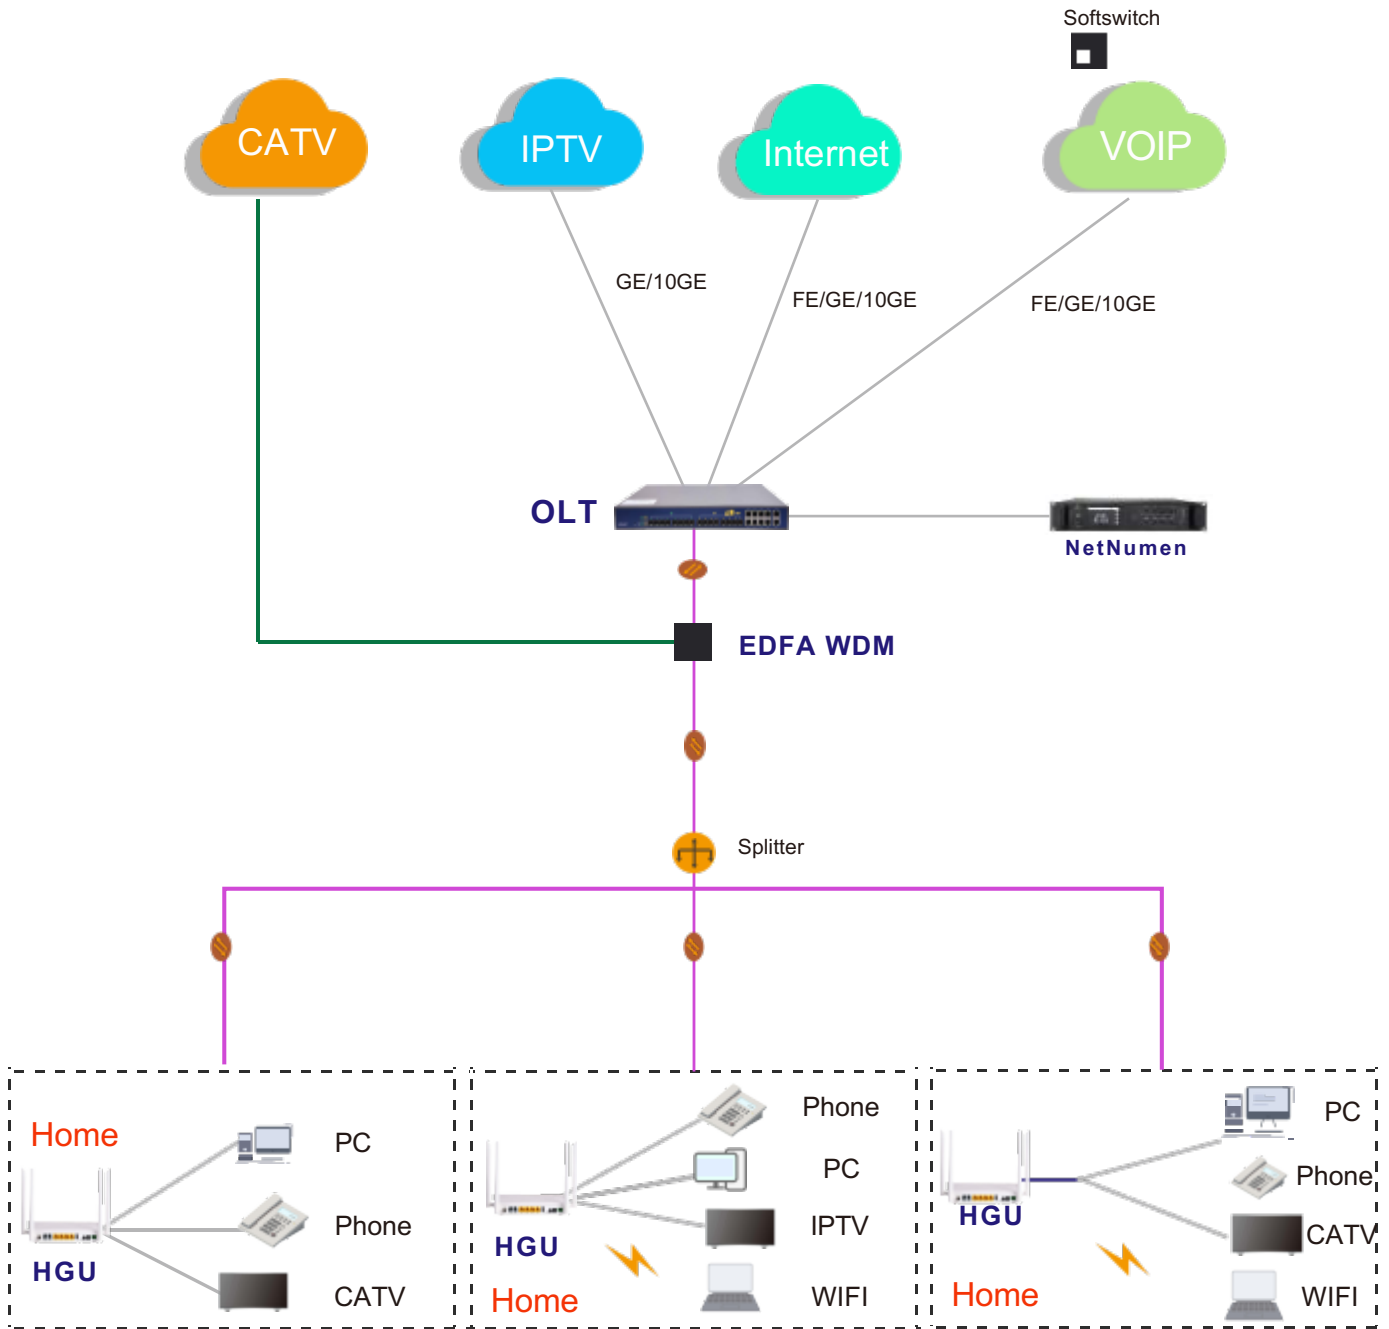 Softswitch
CATV
IPTV
Internet
VOIP
GE/10GE
FE/GE/10GE
FE/GE/10GE
OLT
NetNumen
EDFA WDM
Splitter
Home
PC
Phone
CATV
HGU
Phone
PC
IPTV
WIFI
HGU
Home
PC
Phone
CATV
WIFI
HGU
Home